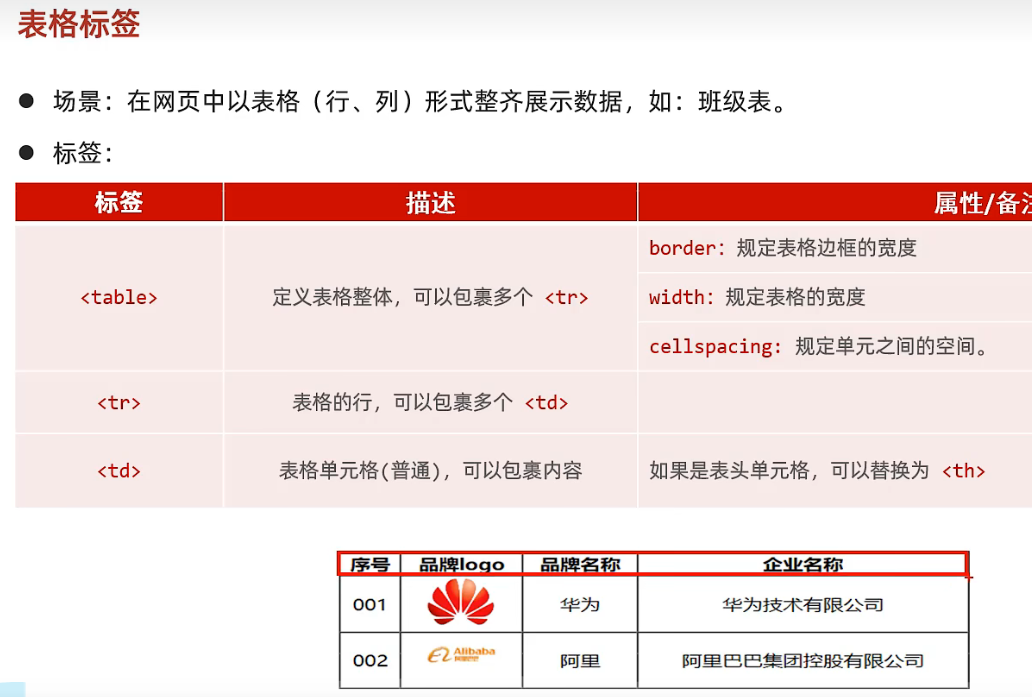 表格标签
● 场景：在网页中以表格（行、列）形式整齐展示数据，如：班级表。
● 标签：
标签 描述 属性/备注
<table> 定义表格整体，可以包裹多个 <tr> border：规定表格边框的宽度
width：规定表格的宽度
cellspacing: 规定单元之间的空间。
<tr> 表格的行，可以包裹多个 <td>
<td> 表格单元格(普通)，可以包裹内容 如果是表头单元格，可以替换为 <th>
序号 品牌logo 品牌名称 企业名称
001 华为 华为技术有限公司
002 Alibaba 阿里巴巴 阿里 阿里巴巴集团控股有限公司